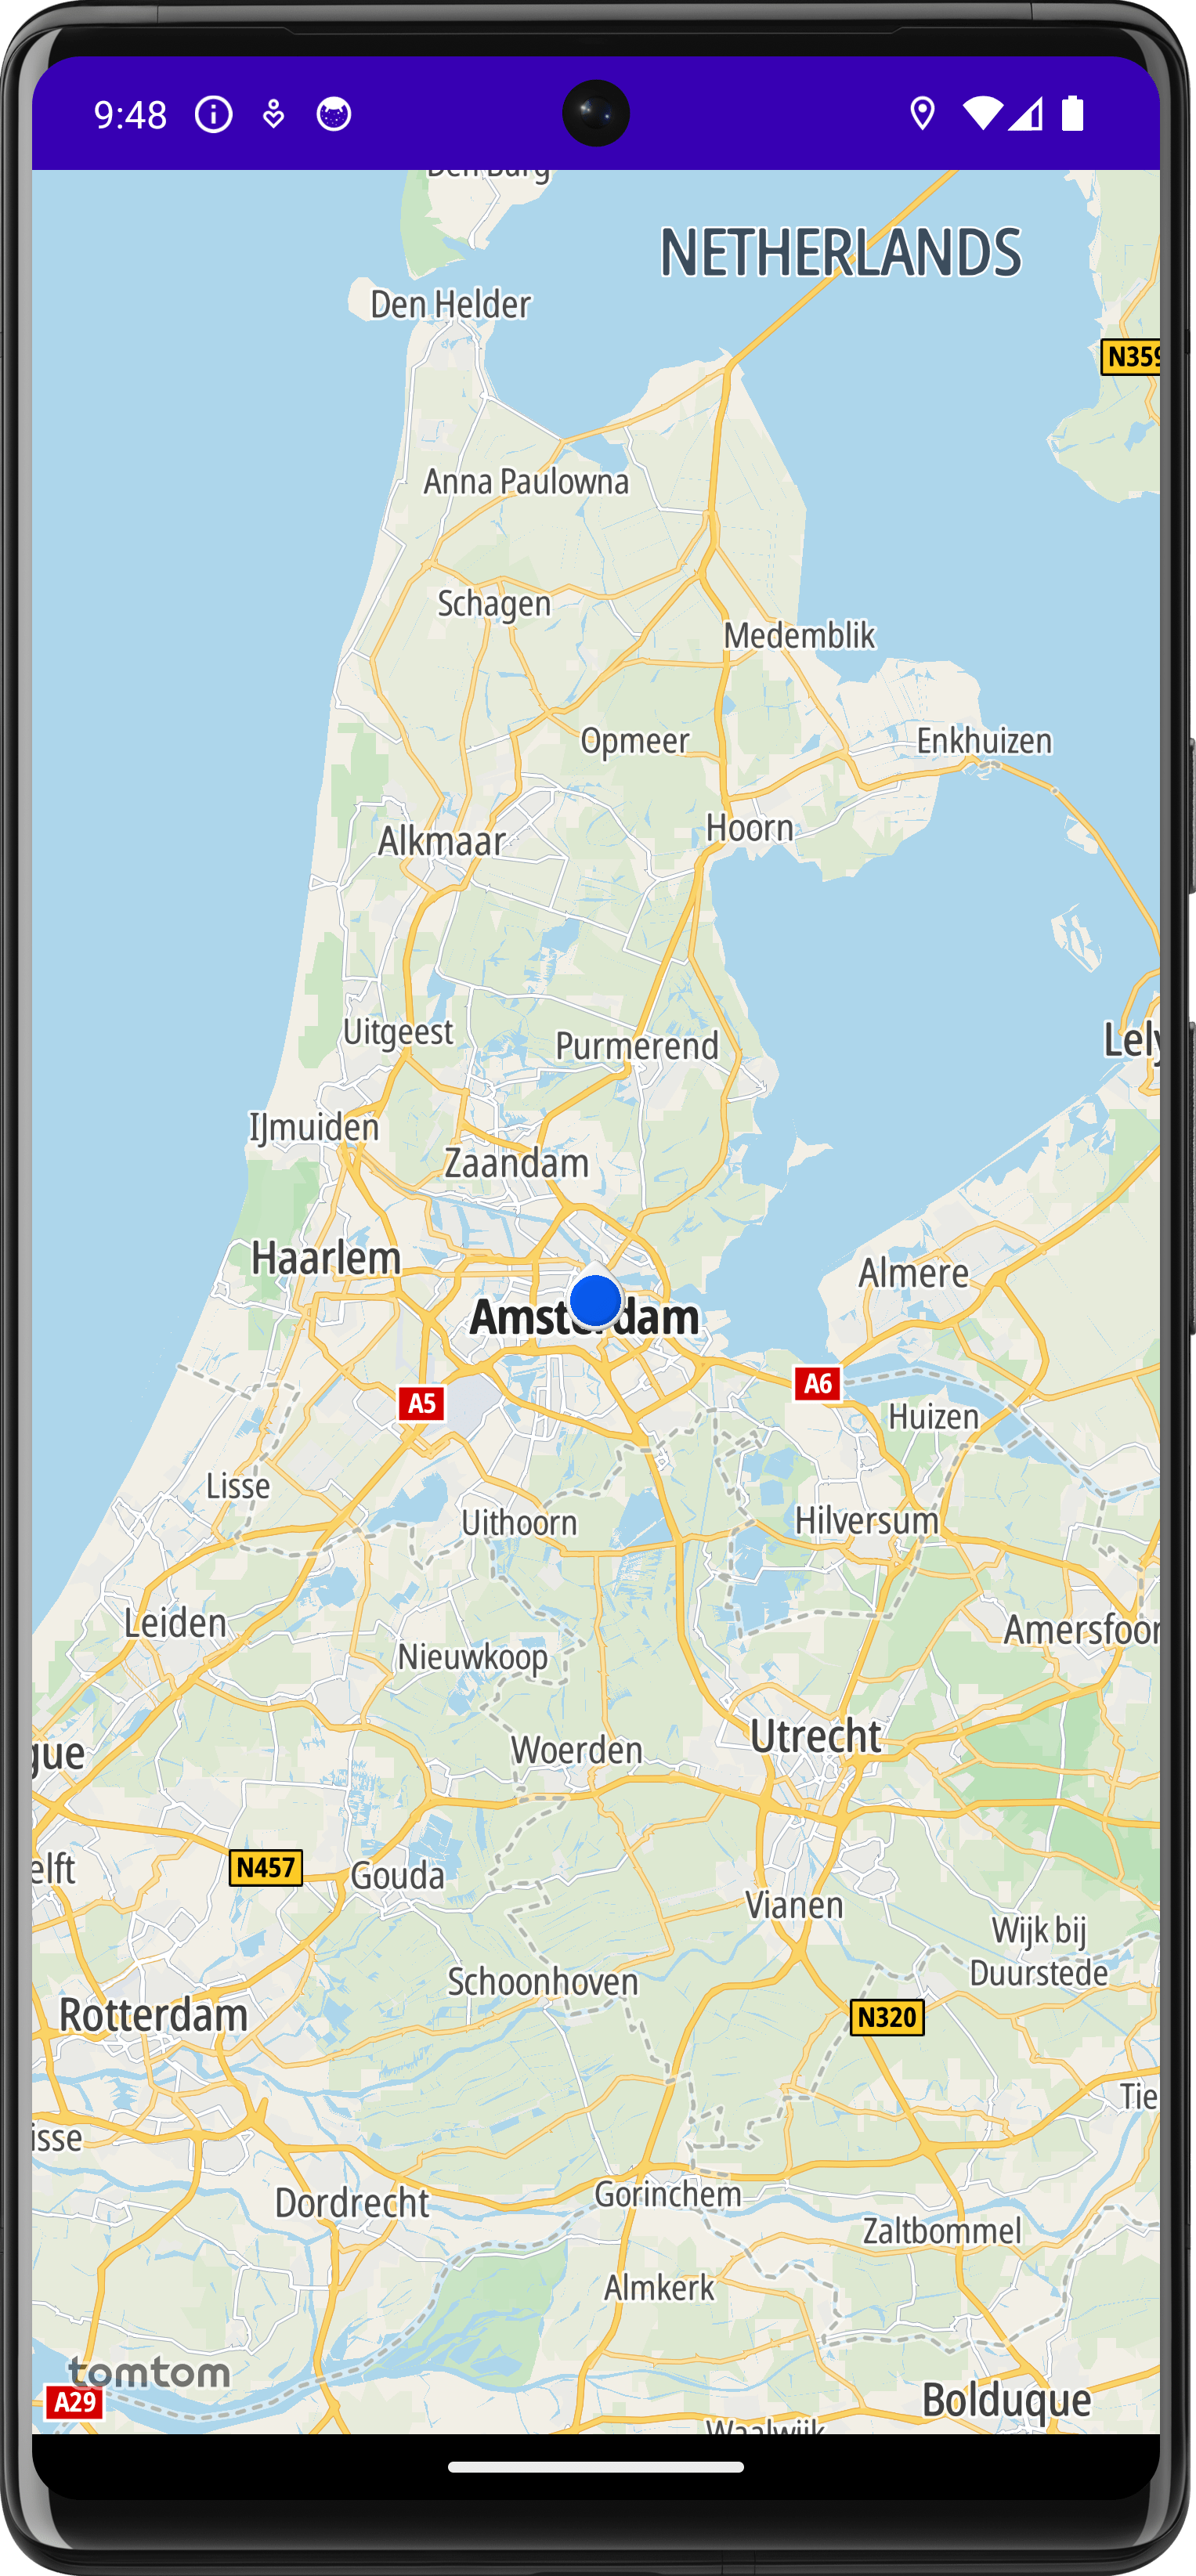 9:48
Den Burg
NETHERLANDS
Den Helder
N359
Anna Paulowna
Schagen
Medemblik
Opmeer
Enkhuizen
Hoorn
Alkmaar
Uitgeest
Purmerend
Lely
IJmuiden
Zaandam
Haarlem
Almere
Amsterdam
A6
A5
Huizen
Lisse
Uithoorn
Hilversum
Leiden
Amersfoor
Nieuwkoop
Utrecht
Woerden
gue
N457
Gouda
elft
Vianen
Wijk bij
Duurstede
Schoonhoven
Rotterdam
N320
Tie
isse
Gorinchem
Dordrecht
Zaltbommel
Almkerk
tomtom
A29
Bolduque
Waalwijk